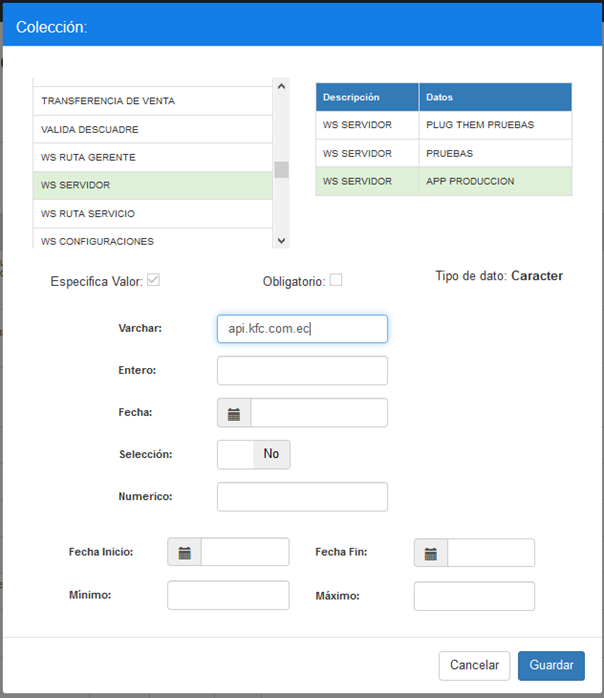 Colección:
TRANSFERENCIA DE VENTA
VALIDA DESCUADRE
WS RUTA GERENTE
WS SERVIDOR
WS RUTA SERVICIO
WS CONFIGURACIONES
Descripción Datos
WS SERVIDOR PLUG THEM PRUEBAS
WS SERVIDOR PRUEBAS
WS SERVIDOR APP PRODUCCION
Especifica Valor: Obligatorio: Tipo de dato: Caracter
Varchar: api.kfc.com.ec
Entero:
Fecha:
Selección: No
Numerico:
Fecha Inicio: Fecha Fin:
Mínimo: Máximo:
Cancelar Guardar